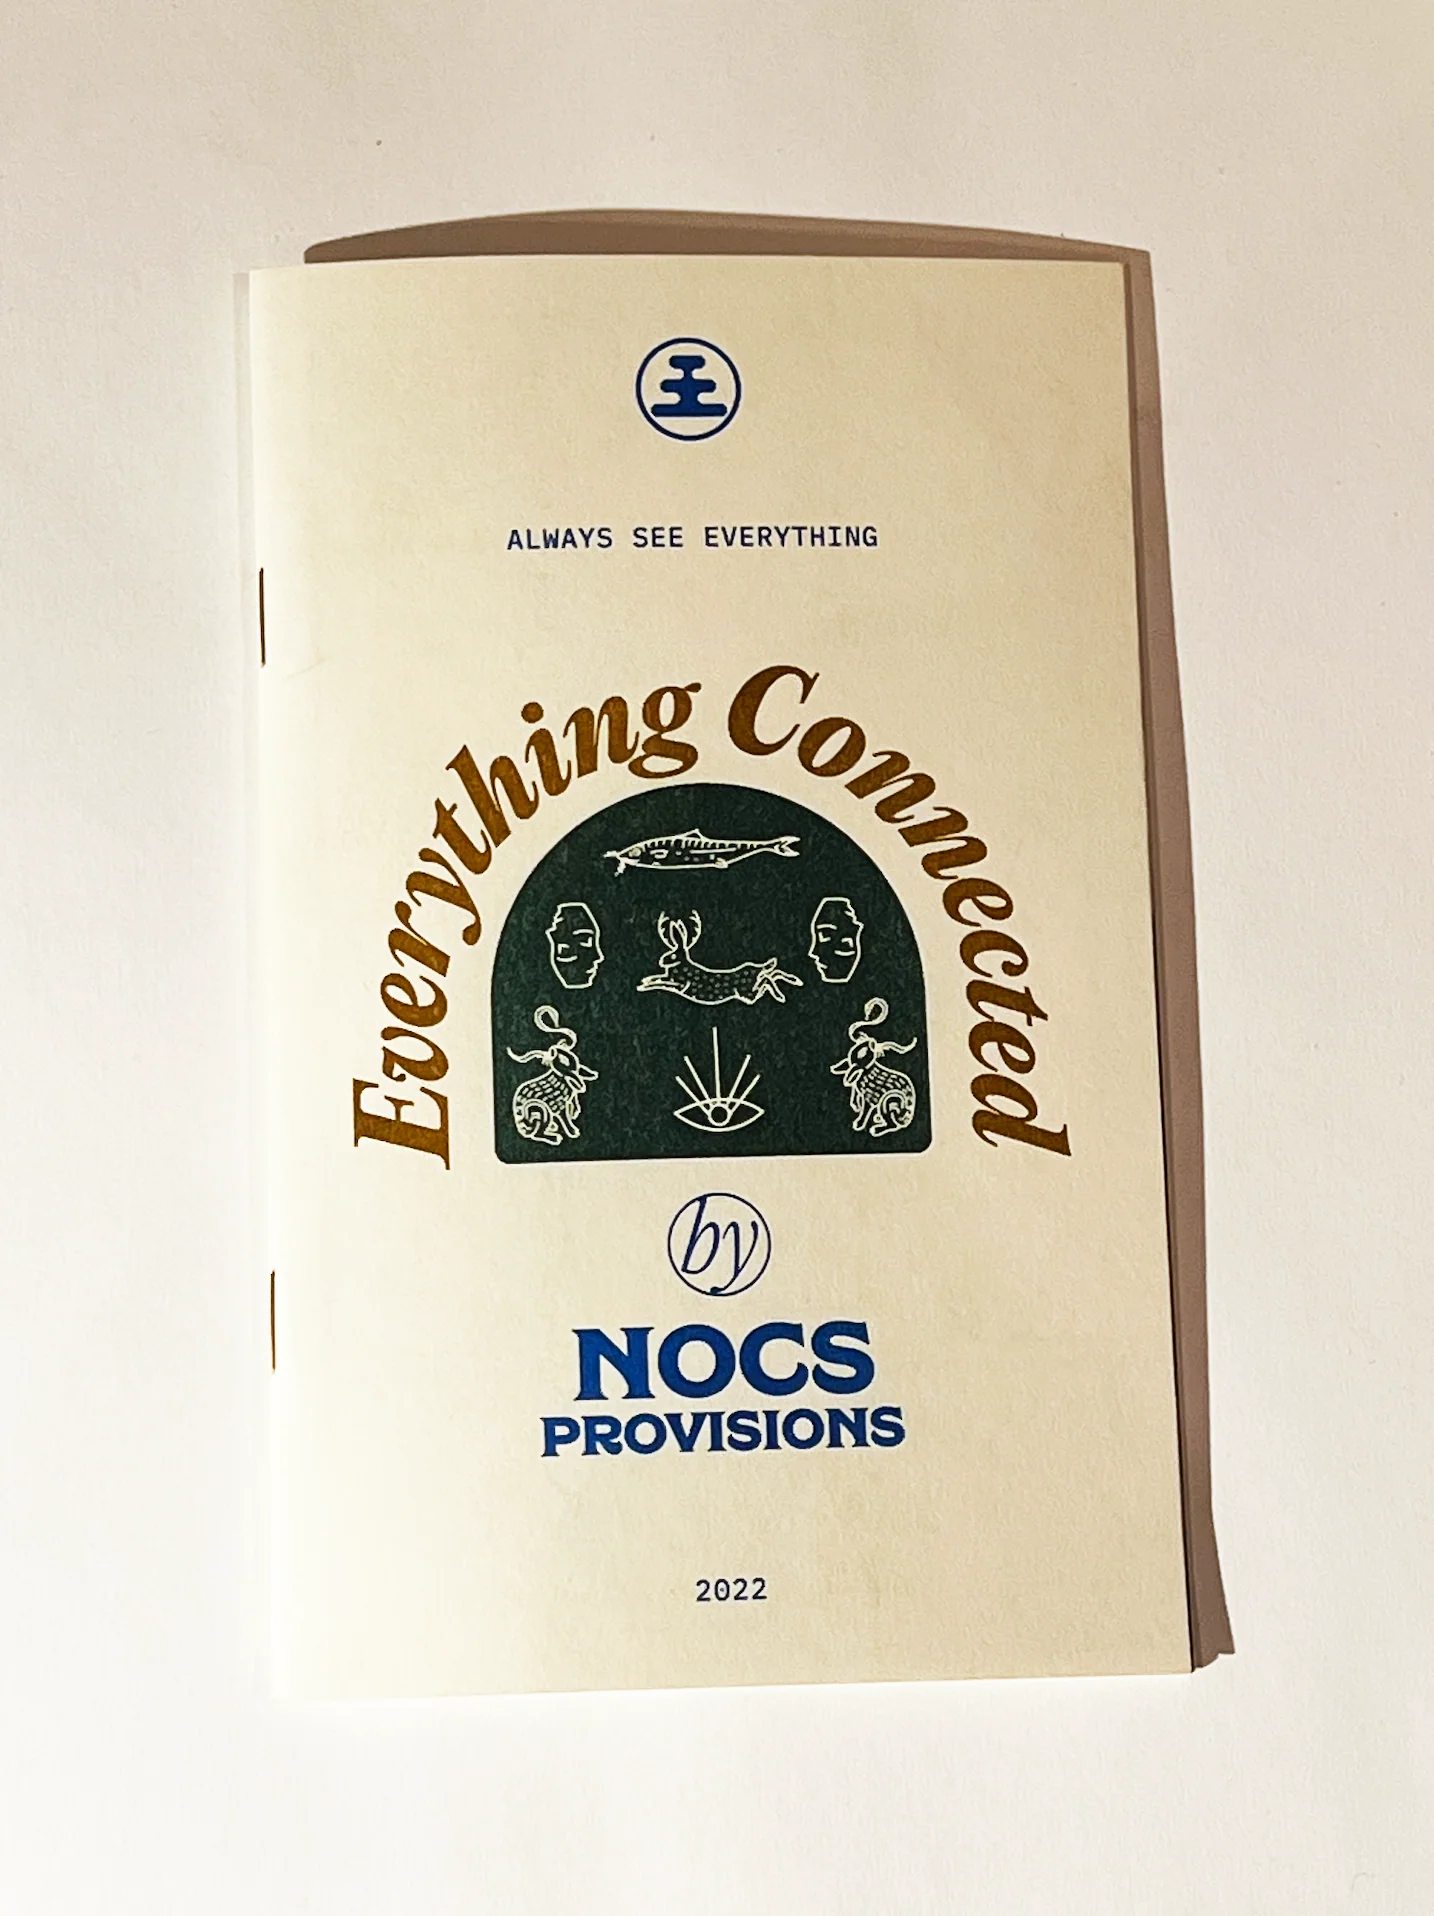 ALWAYS SEE EVERYTHING
Everything Connected
by
NOCS
PROVISIONS
2022